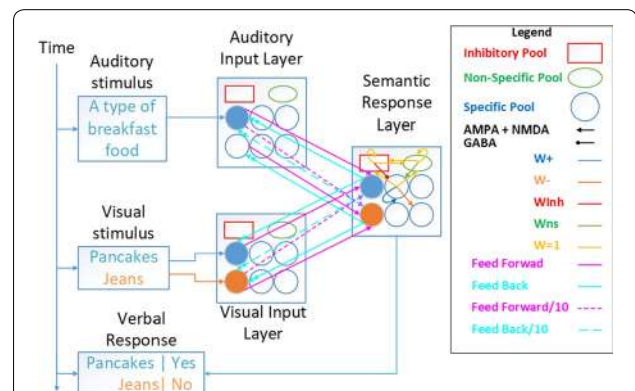 Time
Auditory
stimulus
A type of
breakfast
food
Auditory
Input Layer
Semantic
Response
Layer
Visual
stimulus
Pancakes
Jeans
Visual Input
Layer
Verbal
Response
Pancakes | Yes
Jeans| No
Legend
Inhibitory Pool
Non-Specific Pool
Specific Pool
AMPA + NMDA
GABA
W+
W-
WInh
Wns
W=1
Feed Forwad
Feed Back
Feed Forward/10
Feed Back/10